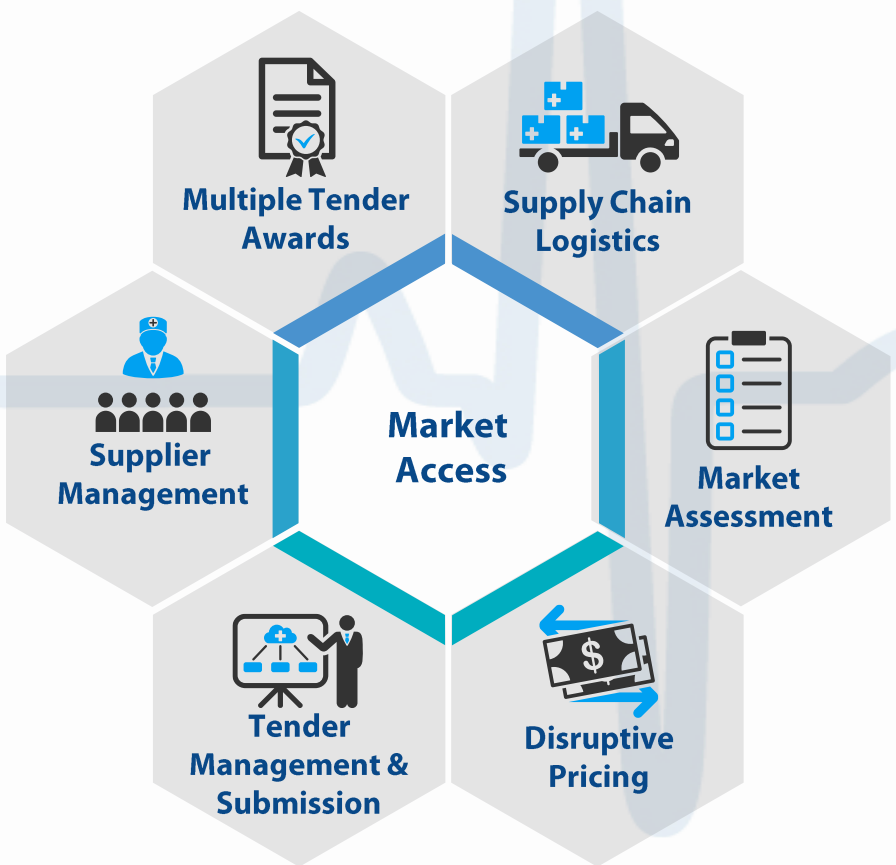 Multiple Tender
Awards
Supply Chain
Logistics
Supplier
Management
Market
Access
Market
Assessment
Tender
Management &
Submission
$
Disruptive
Pricing